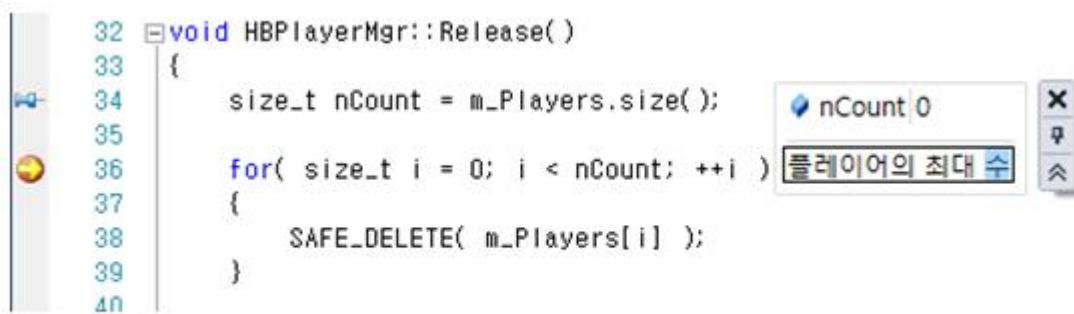 32 void HBPlayerMgr::Release()
33 {
34 size_t nCount = m_Players.size();
nCount 0
35
36 for( size_t i = 0; i < nCount; ++i )
플레이어의 최대 수
37 {
38 SAFE_DELETE( m_Players[i] );
39 }
40